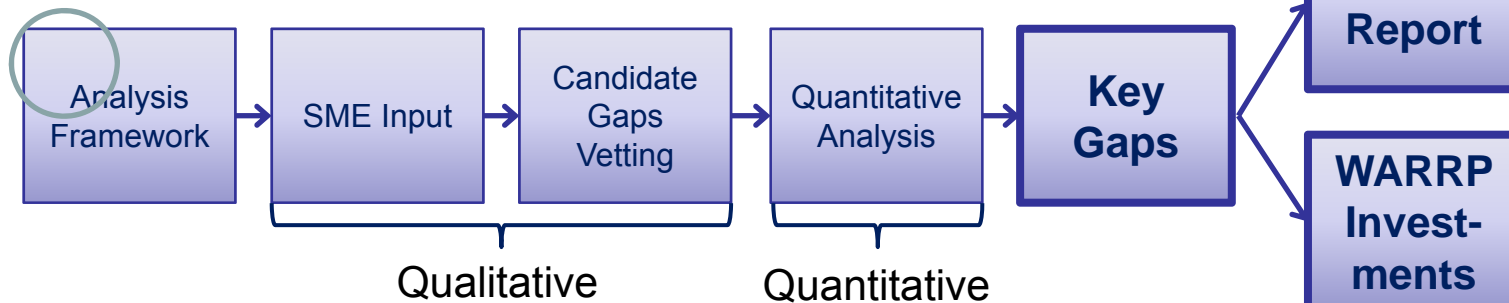 Analysis
Framework
SME Input
Candidate
Gaps
Vetting
Quantitative
Analysis
Key
Gaps
Report
WARRP
Invest-
ments
Qualitative
Quantitative